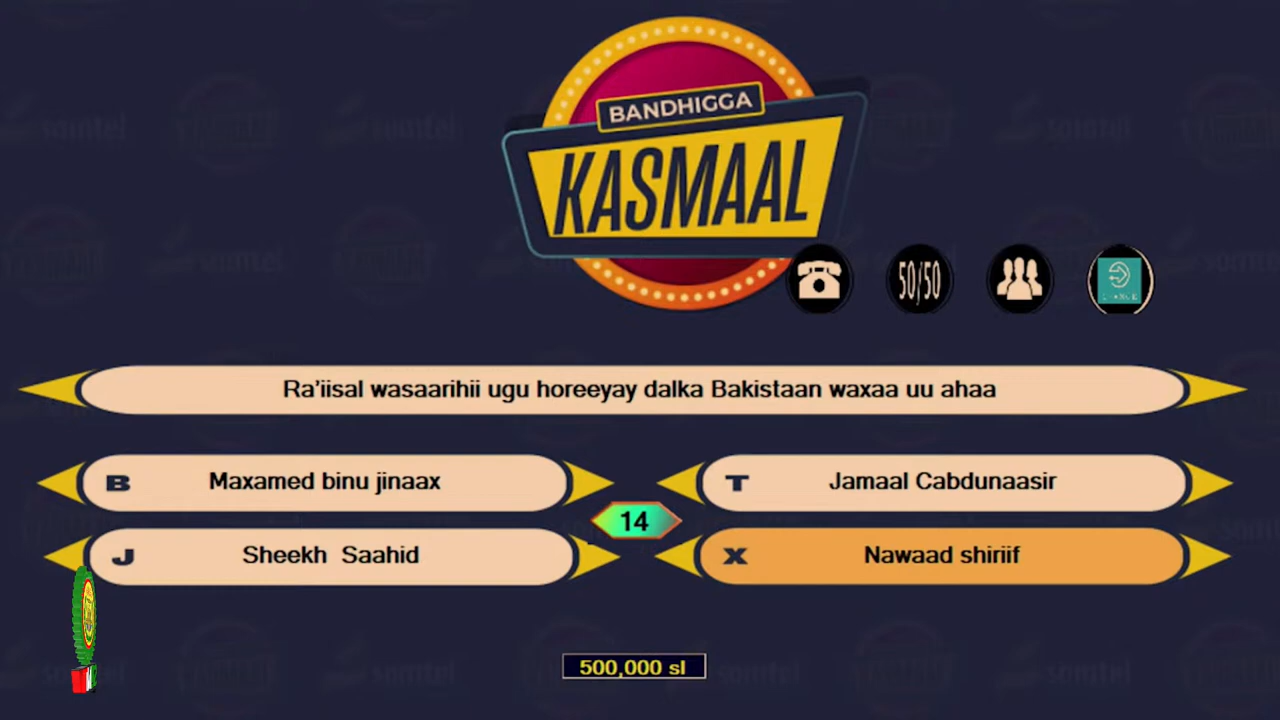 BANDHIGGA
KASMAAL
50/50
Ra'iisal wasaarihii ugu horeeyay dalka Bakistaan waxaa uu ahaa
B Maxamed binu jinaax
T Jamaal Cabdunaasir
14
J Sheekh Saahid
X Nawaad shiriif
500,000 sl
somtel